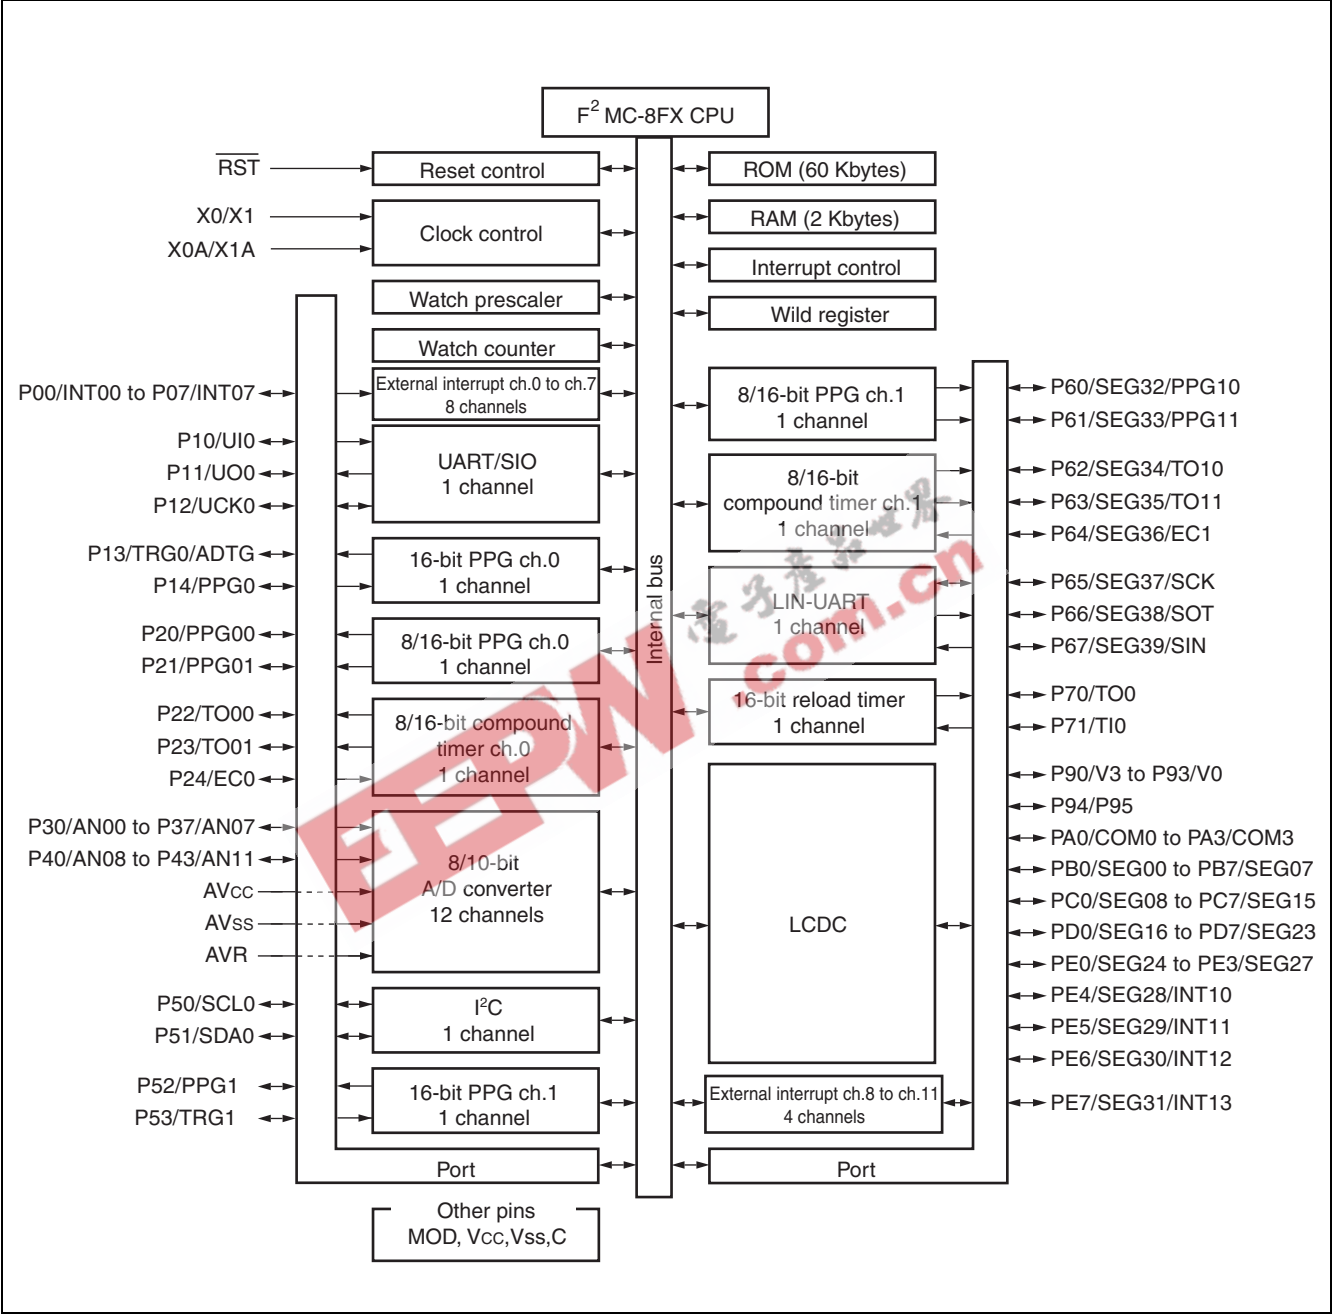 F² MC-8FX CPU
RST
Reset control
ROM (60 Kbytes)
X0/X1
X0A/X1A
Clock control
RAM (2 Kbytes)
Interrupt control
Watch prescaler
Wild register
Watch counter
P00/INT00 to P07/INT07
External interrupt ch.0 to ch.7
8 channels
P10/UI0
P11/UO0
P12/UCK0
UART/SIO
1 channel
P13/TRG0/ADTG
P14/PPG0
16-bit PPG ch.0
1 channel
P20/PPG00
P21/PPG01
8/16-bit PPG ch.0
1 channel
P22/TO00
P23/TO01
P24/EC0
8/16-bit compound
timer ch.0
1 channel
P30/AN00 to P37/AN07
P40/AN08 to P43/AN11
AVCC
AVSS
AVR
8/10-bit
A/D converter
12 channels
P50/SCL0
P51/SDA0
I²C
1 channel
P52/PPG1
P53/TRG1
16-bit PPG ch.1
1 channel
Port
Internal bus
8/16-bit PPG ch.1
1 channel
P60/SEG32/PPG10
P61/SEG33/PPG11
8/16-bit
compound timer ch.1
1 channel
P62/SEG34/TO10
P63/SEG35/TO11
P64/SEG36/EC1
LIN-UART
1 channel
P65/SEG37/SCK
P66/SEG38/SOT
P67/SEG39/SIN
16-bit reload timer
1 channel
P70/TO0
P71/TI0
LCDC
P90/V3 to P93/V0
P94/P95
PA0/COM0 to PA3/COM3
PB0/SEG00 to PB7/SEG07
PC0/SEG08 to PC7/SEG15
PD0/SEG16 to PD7/SEG23
PE0/SEG24 to PE3/SEG27
PE4/SEG28/INT10
PE5/SEG29/INT11
PE6/SEG30/INT12
External interrupt ch.8 to ch.11
4 channels
PE7/SEG31/INT13
Port
Other pins
MOD, VCC,VSS,C
EEPW
電子産品世界
.com.cn